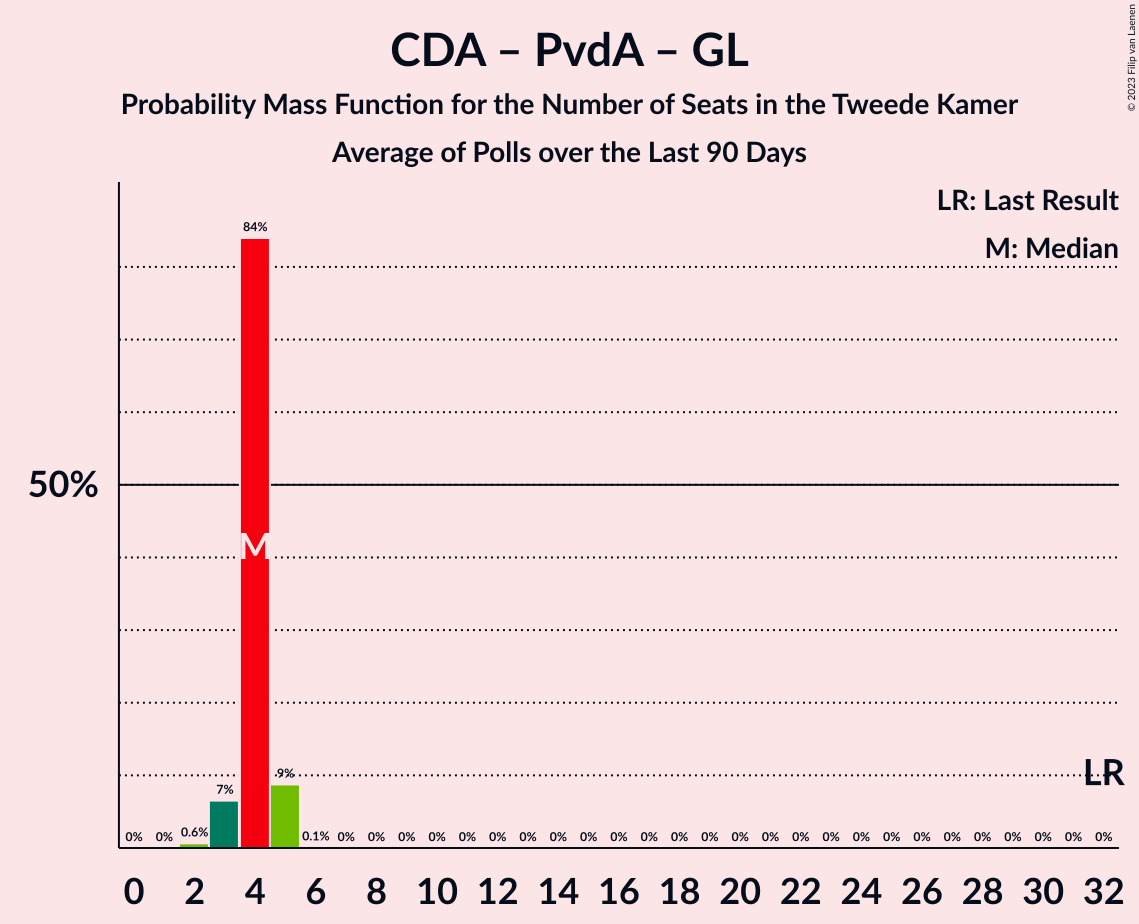 CDA – PvdA – GL
Probability Mass Function for the Number of Seats in the Tweede Kamer
Average of Polls over the Last 90 Days
© 2023 Filip van Laenen
LR: Last Result
M: Median
84%
50%
M
LR
9%
7%
0% 0% 0.6% 0.1% 0% 0% 0% 0% 0% 0% 0% 0% 0% 0% 0% 0% 0% 0% 0% 0% 0% 0% 0% 0% 0% 0% 0% 0% 0% 0%
0 2 4 6 8 10 12 14 16 18 20 22 24 26 28 30 32